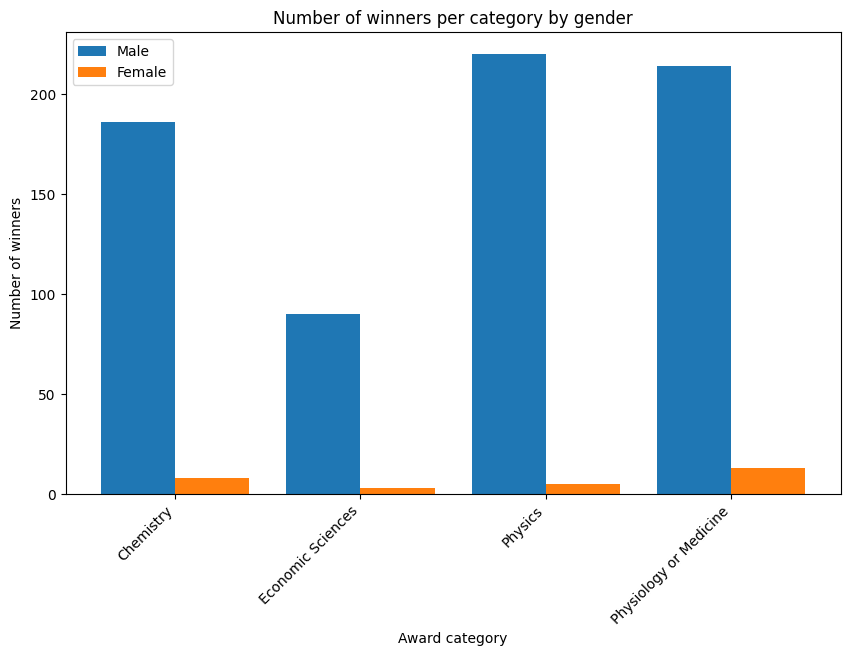 Number of winners per category by gender
Male
Female
200
150
100
50
0
Number of winners
Chemistry
Economic Sciences
Physics
Physiology or Medicine
Award category